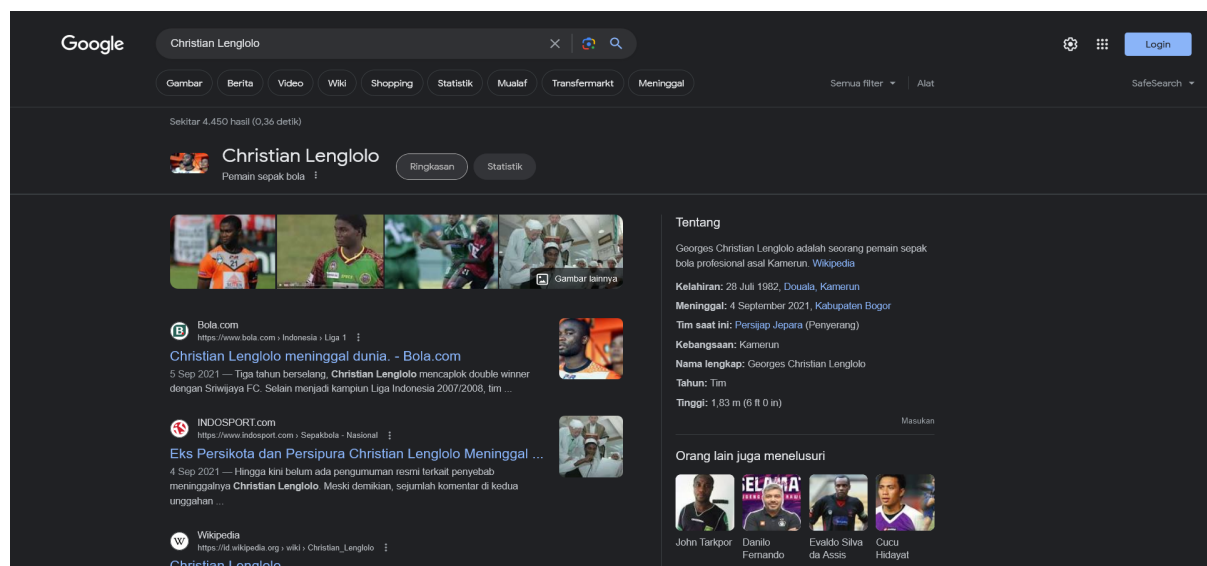 Google
Christian Lenglolo
Login
Gambar
Berita
Video
Wiki
Shopping
Statistik
Mualaf
Transfermarkt
Meninggal
Semua filter
Alat
SafeSearch
Sekitar 4.450 hasil (0,36 detik)
Christian Lenglolo
Pemain sepak bola
Ringkasan
Statistik
Gambar lainnya
Bola.com
https://www.bola.com › Indonesia › Liga 1
Christian Lenglolo meninggal dunia. - Bola.com
5 Sep 2021 — Tiga tahun berselang, Christian Lenglolo mencaplok double winner
dengan Sriwijaya FC. Selain menjadi kampiun Liga Indonesia 2007/2008, tim ...
INDOSPORT.com
https://www.indosport.com › Sepakbola - Nasional
Eks Persikota dan Persipura Christian Lenglolo Meninggal ...
4 Sep 2021 — Hingga kini belum ada pengumuman resmi terkait penyebab
meninggalnya Christian Lenglolo. Meski demikian, sejumlah komentar di kedua
unggahan ...
Wikipedia
https://id.wikipedia.org › wiki › Christian_Lenglolo
Christian Lenglolo
Tentang
Georges Christian Lenglolo adalah seorang pemain sepak
bola profesional asal Kamerun. Wikipedia
Kelahiran: 28 Juli 1982, Douala, Kamerun
Meninggal: 4 September 2021, Kabupaten Bogor
Tim saat ini: Persijap Jepara (Penyerang)
Kebangsaan: Kamerun
Nama lengkap: Georges Christian Lenglolo
Tahun: Tim
Tinggi: 1,83 m (6 ft 0 in)
Masukan
Orang lain juga menelusuri
John Tarkpor
Danilo
Fernando
Evaldo Silva
da Assis
Cucu
Hidayat